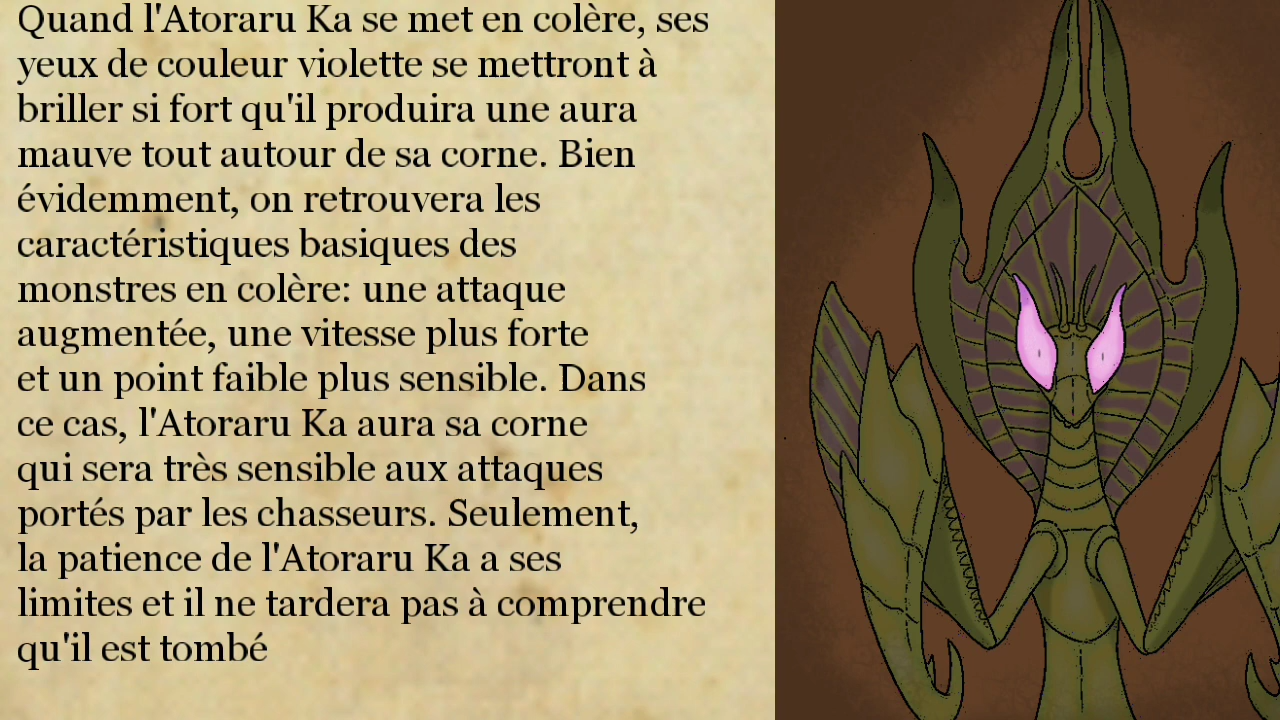 Quand l'Atoraru Ka se met en colère, ses
yeux de couleur violette se mettront à
briller si fort qu'il produira une aura
mauve tout autour de sa corne. Bien
évidemment, on retrouvera les
caractéristiques basiques des
monstres en colère: une attaque
augmentée, une vitesse plus forte
et un point faible plus sensible. Dans
ce cas, l'Atoraru Ka aura sa corne
qui sera très sensible aux attaques
portés par les chasseurs. Seulement,
la patience de l'Atoraru Ka a ses
limites et il ne tardera pas à comprendre
qu'il est tombé